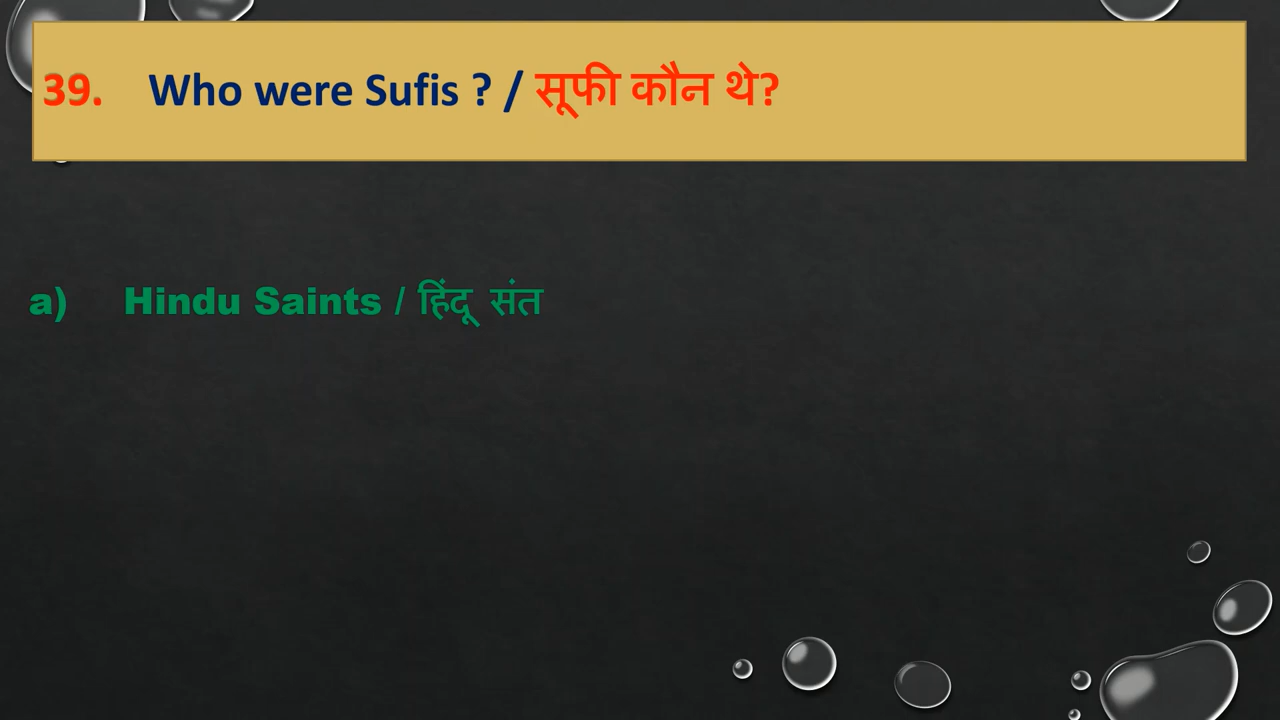 39. Who were Sufis ? / सूफी कौन थे?
a) Hindu Saints / हिंदू संत